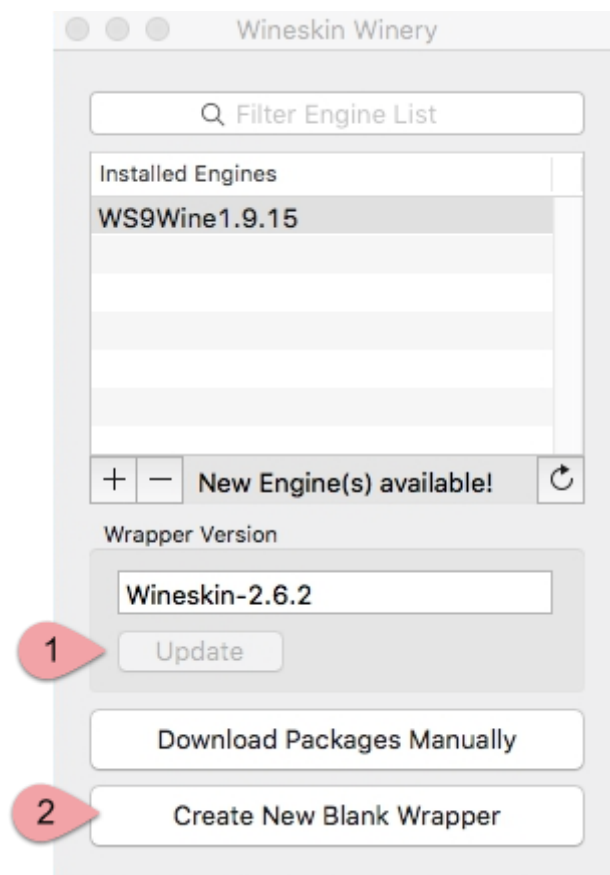 Wineskin Winery
Filter Engine List
Installed Engines
WS9Wine1.9.15
+ − New Engine(s) available!
Wrapper Version
Wineskin-2.6.2
1 Update
Download Packages Manually
2 Create New Blank Wrapper